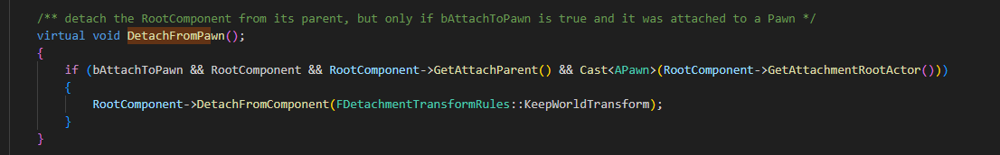 /** detach the RootComponent from its parent, but only if bAttachToPawn is true and it was attached to a Pawn */
virtual void DetachFromPawn();
{
if (bAttachToPawn && RootComponent && RootComponent->GetAttachParent() && Cast<APawn>(RootComponent->GetAttachmentRootActor()))
{
RootComponent->DetachFromComponent(FDetachmentTransformRules::KeepWorldTransform);
}
}